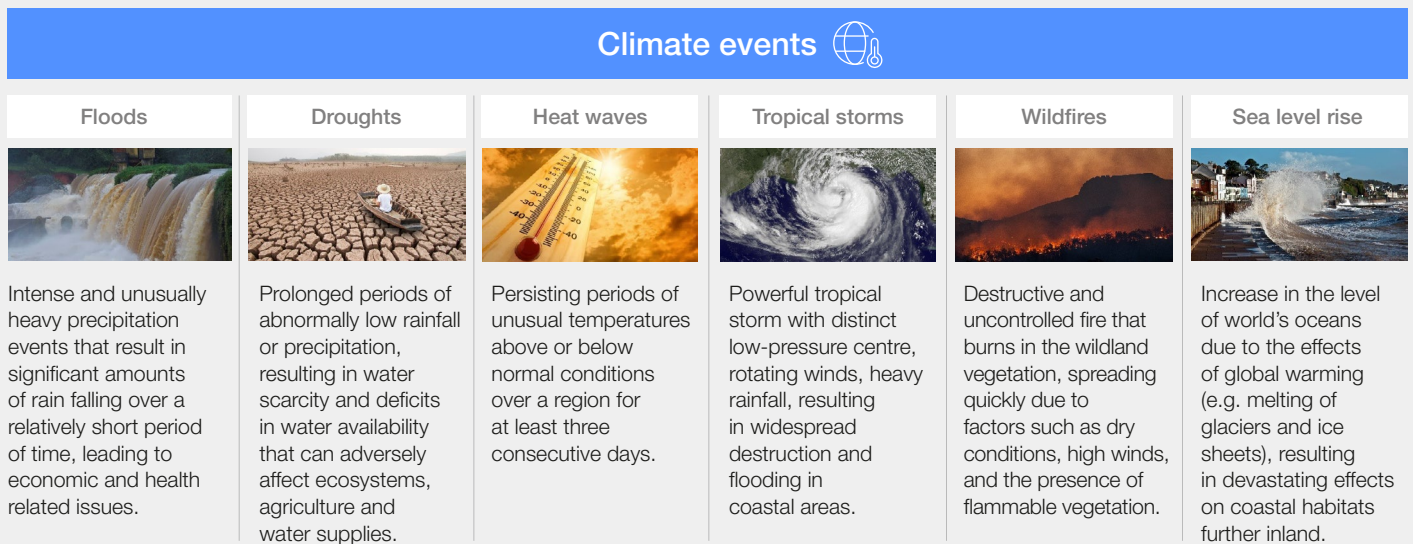 Climate events
Floods
Intense and unusually
heavy precipitation
events that result in
significant amounts
of rain falling over a
relatively short period
of time, leading to
economic and health
related issues.
Droughts
Prolonged periods of
abnormally low rainfall
or precipitation,
resulting in water
scarcity and deficits
in water availability
that can adversely
affect ecosystems,
agriculture and
water supplies.
Heat waves
-30
-40
-20
-40
Persisting periods of
unusual temperatures
above or below
normal conditions
over a region for
at least three
consecutive days.
Tropical storms
Powerful tropical
storm with distinct
low-pressure centre,
rotating winds, heavy
rainfall, resulting
in widespread
destruction and
flooding in
coastal areas.
Wildfires
Destructive and
uncontrolled fire that
burns in the wildland
vegetation, spreading
quickly due to
factors such as dry
conditions, high winds,
and the presence of
flammable vegetation.
Sea level rise
Increase in the level
of world’s oceans
due to the effects
of global warming
(e.g. melting of
glaciers and ice
sheets), resulting
in devastating effects
on coastal habitats
further inland.